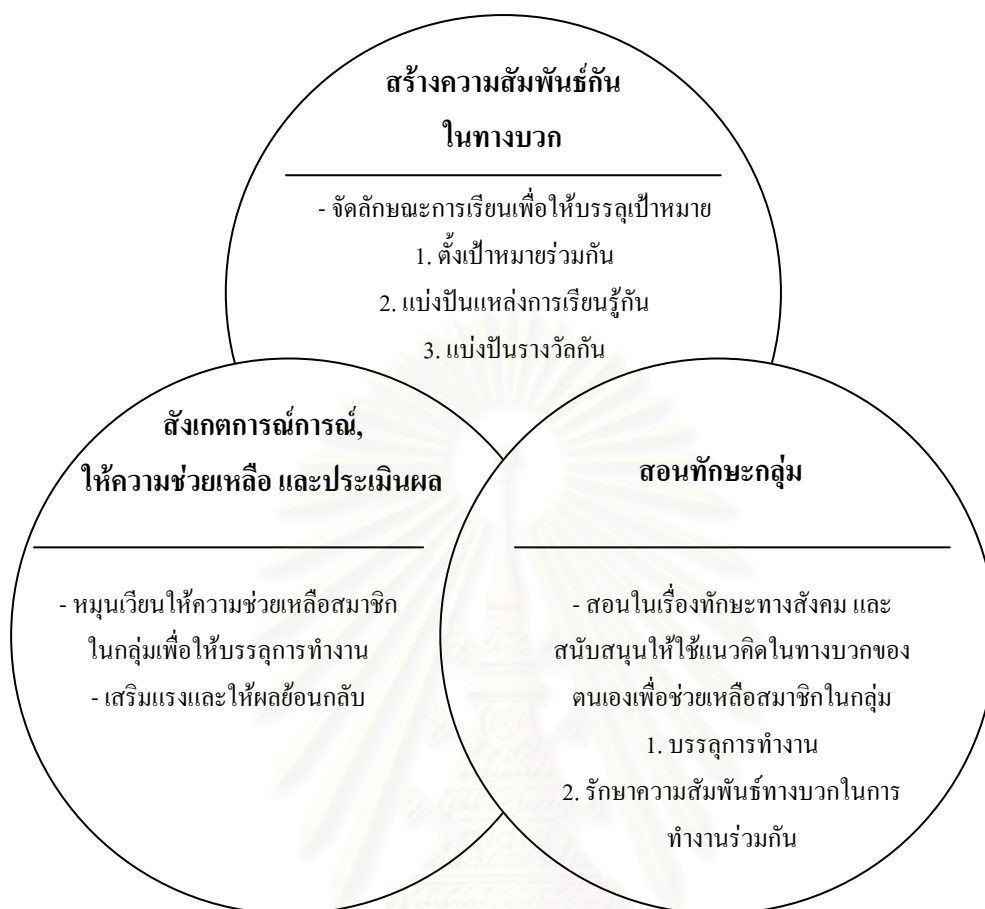 สร้างความสัมพันธ์กัน
ในทางบวก
- จัดลักษณะการเรียนเพื่อให้บรรลุเป้าหมาย
1. ตั้งเป้าหมายร่วมกัน
2. แบ่งปันแหล่งการเรียนรู้กัน
3. แบ่งปันรางวัลกัน
สังเกตการณ์การณ์,
ให้ความช่วยเหลือ และประเมินผล
- หมุนเวียนให้ความช่วยเหลือสมาชิก
ในกลุ่มเพื่อให้บรรลุการทำงาน
- เสริมแรงและให้ผลย้อนกลับ
สอนทักษะกลุ่ม
- สอนในเรื่องทักษะทางสังคม และ
สนับสนุนให้ใช้แนวคิดในทางบวกของ
ตนเองเพื่อช่วยเหลือสมาชิกในกลุ่ม
1. บรรลุการทำงาน
2. รักษาความสัมพันธ์ทางบวกในการ
ทำงานร่วมกัน